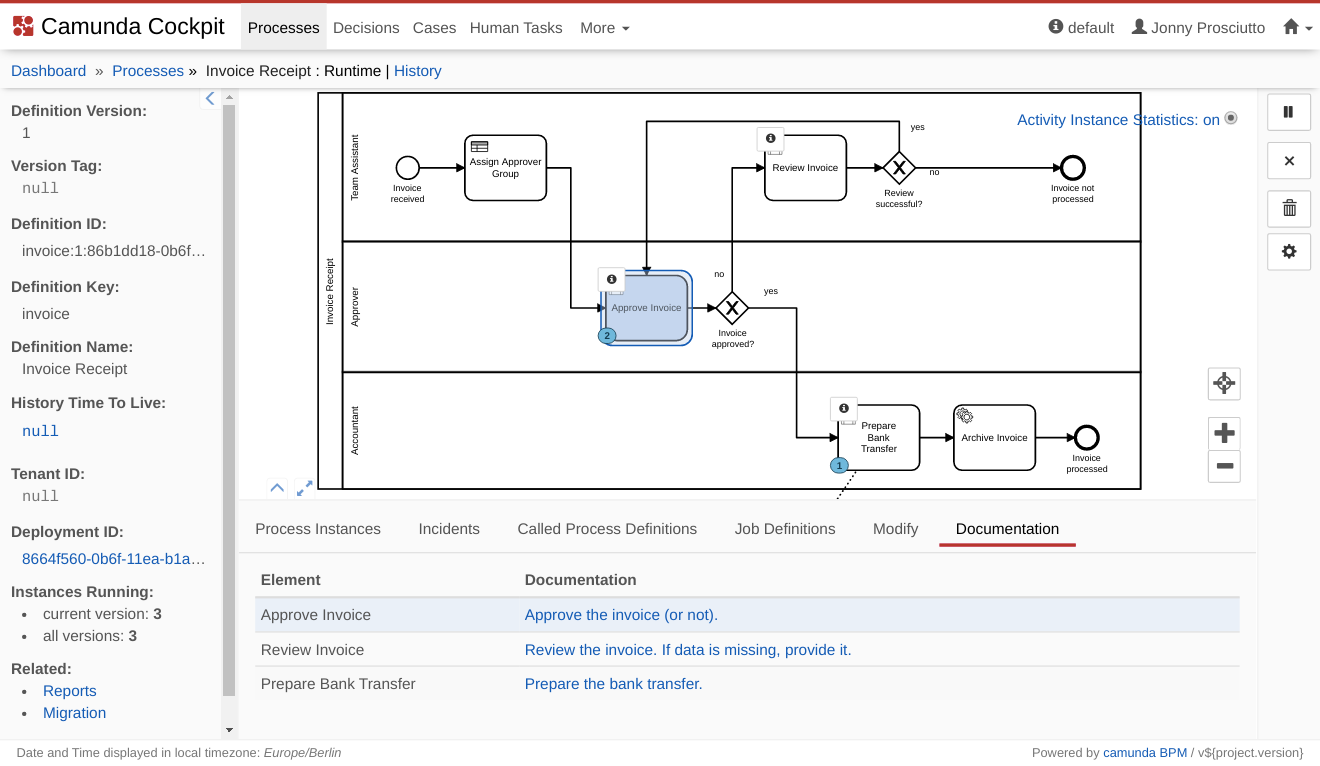 Camunda Cockpit
Processes Decisions Cases Human Tasks More
default Jonny Prosciutto
Dashboard » Processes » Invoice Receipt : Runtime | History
Definition Version:
1
Version Tag:
null
Definition ID:
invoice:1:86b1dd18-0b6f...
Definition Key:
invoice
Definition Name:
Invoice Receipt
History Time To Live:
null
Tenant ID:
null
Deployment ID:
8664f560-0b6f-11ea-b1a...
Instances Running:
• current version: 3
• all versions: 3
Related:
• Reports
• Migration
Activity Instance Statistics: on
Invoice Receipt
Team Assistant
Invoice
received
Assign Approver
Group
Review Invoice
yes
no
Review
successful?
Invoice not
processed
Approver
Approve Invoice
2
no
yes
Invoice
approved?
Accountant
Prepare
Bank
Transfer
1
Archive Invoice
Invoice
processed
Process Instances Incidents Called Process Definitions Job Definitions Modify Documentation
Element Documentation
Approve Invoice Approve the invoice (or not).
Review Invoice Review the invoice. If data is missing, provide it.
Prepare Bank Transfer Prepare the bank transfer.
Date and Time displayed in local timezone: Europe/Berlin
Powered by camunda BPM / v${project.version}